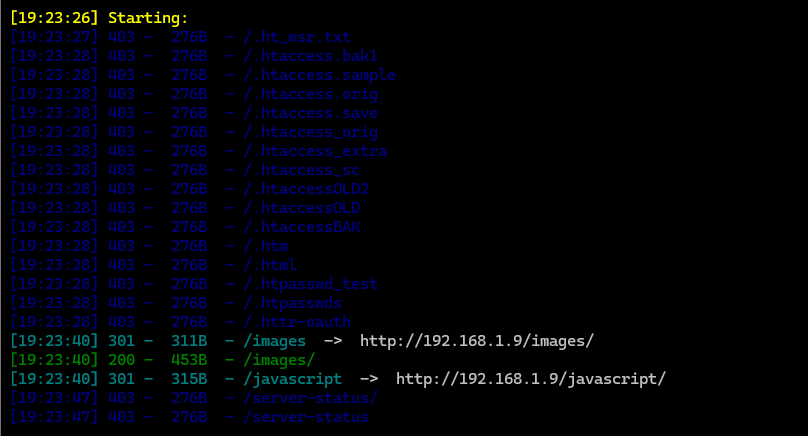 [19:23:26] Starting:
[19:23:27] 403 -  276B  - /.ht_wsr.txt
[19:23:28] 403 -  276B  - /.htaccess.bak1
[19:23:28] 403 -  276B  - /.htaccess.sample
[19:23:28] 403 -  276B  - /.htaccess.orig
[19:23:28] 403 -  276B  - /.htaccess.save
[19:23:28] 403 -  276B  - /.htaccess_orig
[19:23:28] 403 -  276B  - /.htaccess_extra
[19:23:28] 403 -  276B  - /.htaccess_sc
[19:23:28] 403 -  276B  - /.htaccessOLD2
[19:23:28] 403 -  276B  - /.htaccessOLD
[19:23:28] 403 -  276B  - /.htaccessBAK
[19:23:28] 403 -  276B  - /.htm
[19:23:28] 403 -  276B  - /.html
[19:23:28] 403 -  276B  - /.htpasswd_test
[19:23:28] 403 -  276B  - /.htpasswds
[19:23:28] 403 -  276B  - /.httr-oauth
[19:23:40] 301 -  311B  - /images  ->  http://192.168.1.9/images/
[19:23:40] 200 -  453B  - /images/
[19:23:40] 301 -  315B  - /javascript  ->  http://192.168.1.9/javascript/
[19:23:47] 403 -  276B  - /server-status/
[19:23:47] 403 -  276B  - /server-status